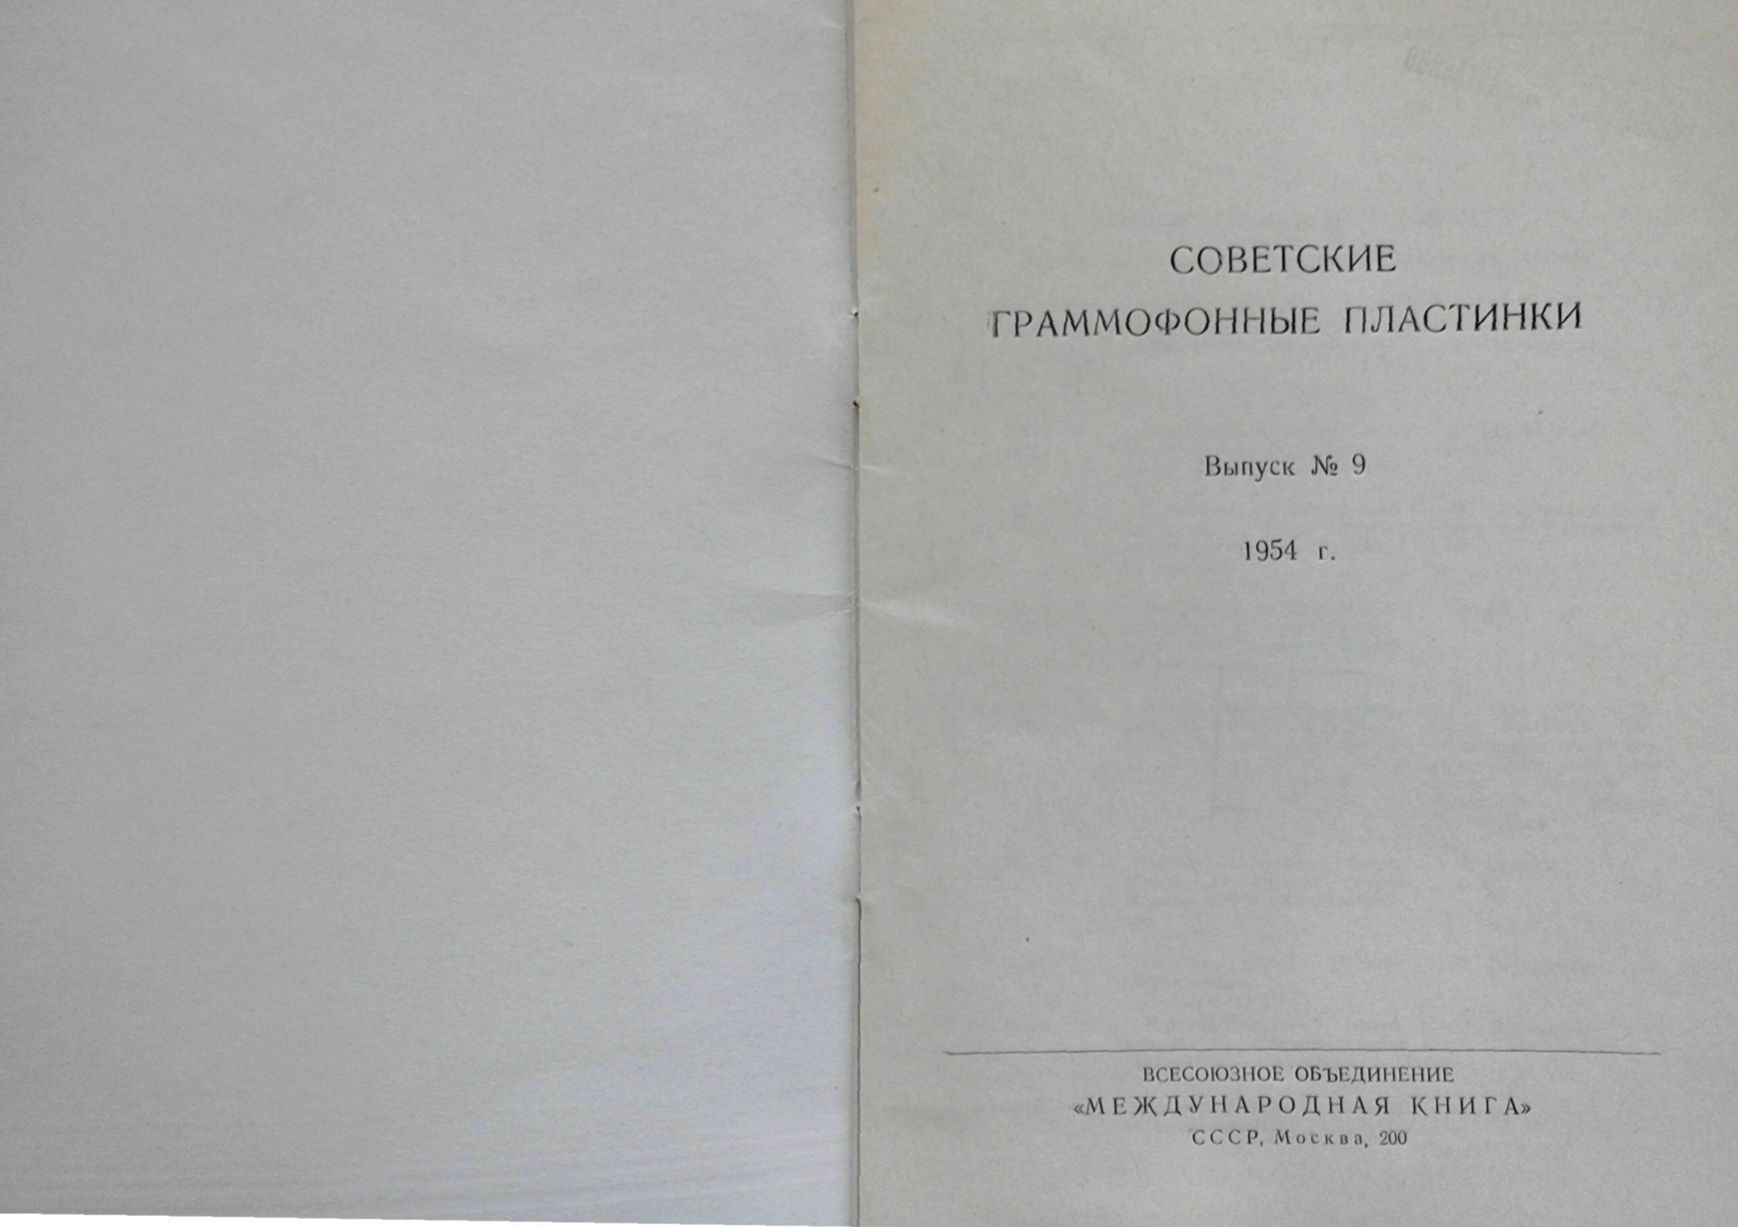 СОВЕТСКИЕ
ГРАММОФОННЫЕ ПЛАСТИНКИ
Выпуск № 9
1954 г.
ВСЕСОЮЗНОЕ ОБЪЕДИНЕНИЕ
«МЕЖДУНАРОДНАЯ КНИГА»
СССР, Москва, 200